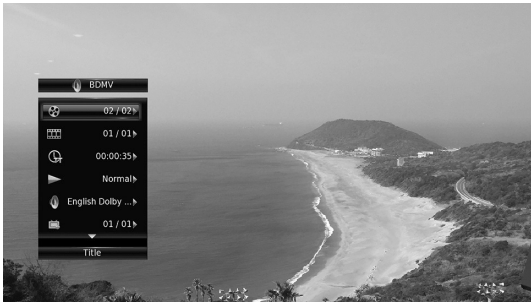 BDMV
02 / 02
01 / 01
00:00:35
Normal
English Dolby ...
01 / 01
Title